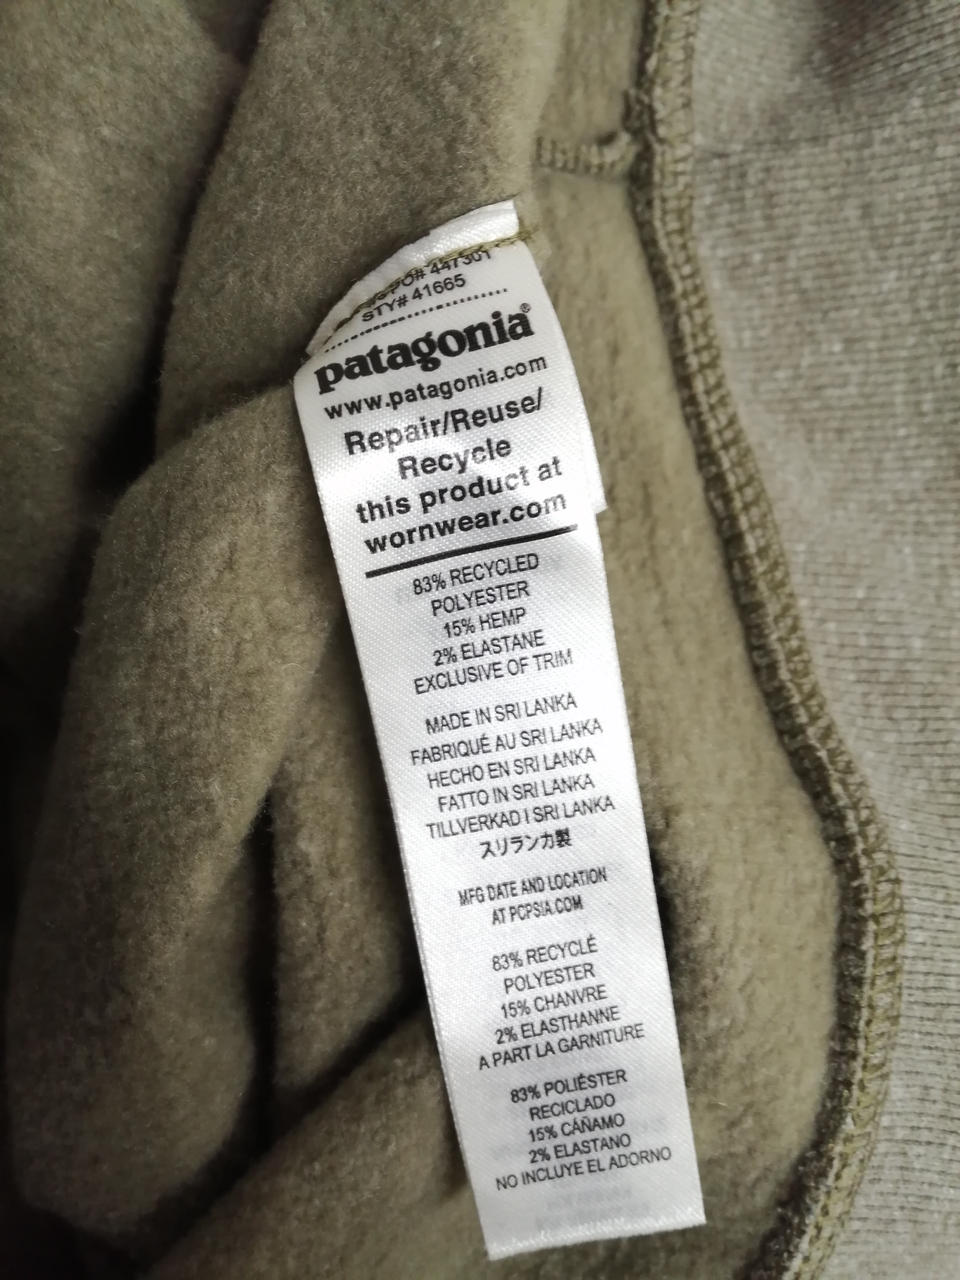 PO# 447301
STY# 41665
patagonia®
www.patagonia.com
Repair/Reuse/
Recycle
this product at
wornwear.com
83% RECYCLED
POLYESTER
15% HEMP
2% ELASTANE
EXCLUSIVE OF TRIM
MADE IN SRI LANKA
FABRIQUÉ AU SRI LANKA
HECHO EN SRI LANKA
FATTO IN SRI LANKA
TILLVERKAD I SRI LANKA
スリランカ製
MFG DATE AND LOCATION
AT PCPSIA.COM
83% RECYCLÉ
POLYESTER
15% CHANVRE
2% ELASTHANNE
A PART LA GARNITURE
83% POLIÉSTER
RECICLADO
15% CÁÑAMO
2% ELASTANO
NO INCLUYE EL ADORNO